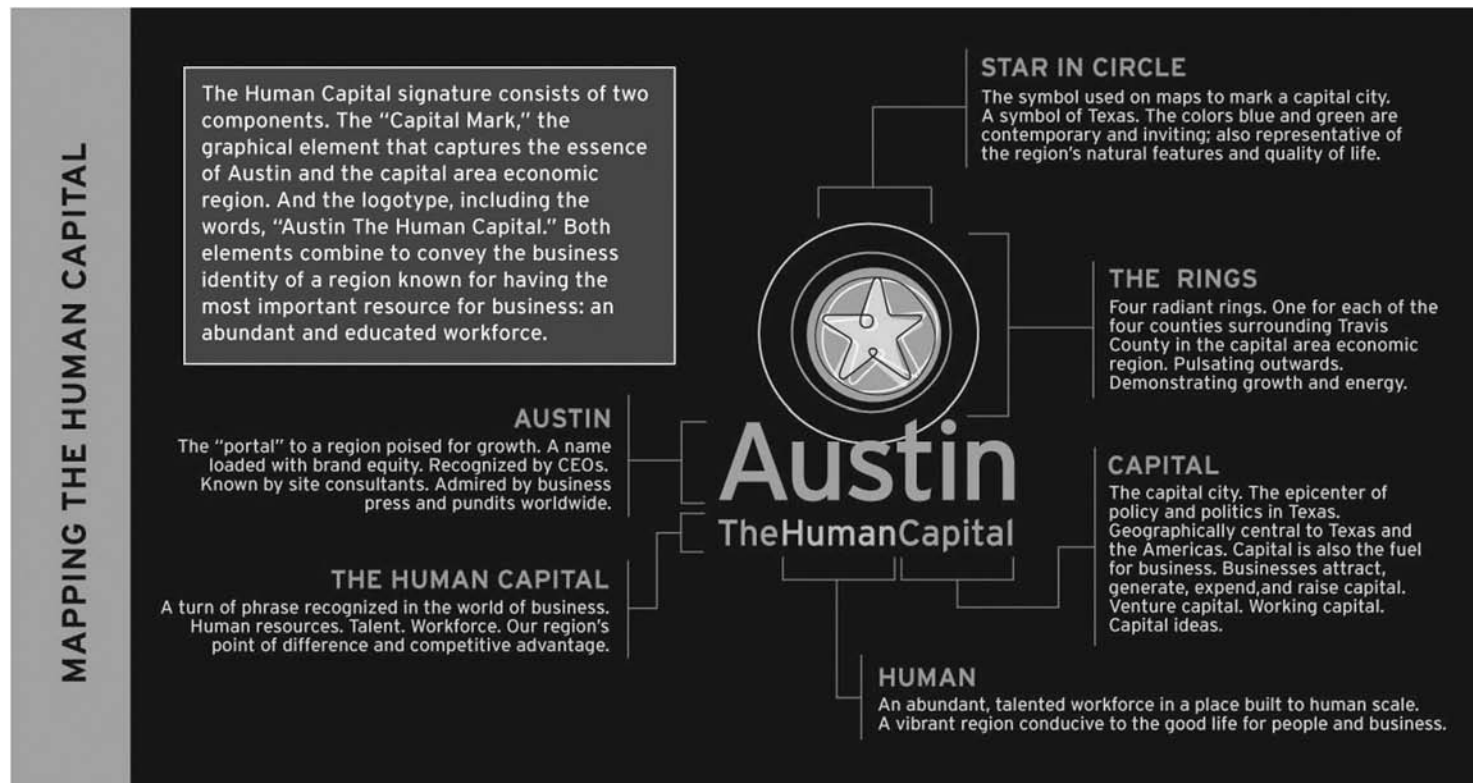 MAPPING THE HUMAN CAPITAL
The Human Capital signature consists of two
components. The “Capital Mark,” the
graphical element that captures the essence
of Austin and the capital area economic
region. And the logotype, including the
words, “Austin The Human Capital.” Both
elements combine to convey the business
identity of a region known for having the
most important resource for business: an
abundant and educated workforce.
STAR IN CIRCLE
The symbol used on maps to mark a capital city.
A symbol of Texas. The colors blue and green are
contemporary and inviting; also representative of
the region’s natural features and quality of life.
THE RINGS
Four radiant rings. One for each of the
four counties surrounding Travis
County in the capital area economic
region. Pulsating outwards.
Demonstrating growth and energy.
AUSTIN
The “portal” to a region poised for growth. A name
loaded with brand equity. Recognized by CEOs.
Known by site consultants. Admired by business
press and pundits worldwide.
Austin
TheHumanCapital
THE HUMAN CAPITAL
A turn of phrase recognized in the world of business.
Human resources. Talent. Workforce. Our region’s
point of difference and competitive advantage.
CAPITAL
The capital city. The epicenter of
policy and politics in Texas.
Geographically central to Texas and
the Americas. Capital is also the fuel
for business. Businesses attract,
generate, expend,and raise capital.
Venture capital. Working capital.
Capital ideas.
HUMAN
An abundant, talented workforce in a place built to human scale.
A vibrant region conducive to the good life for people and business.